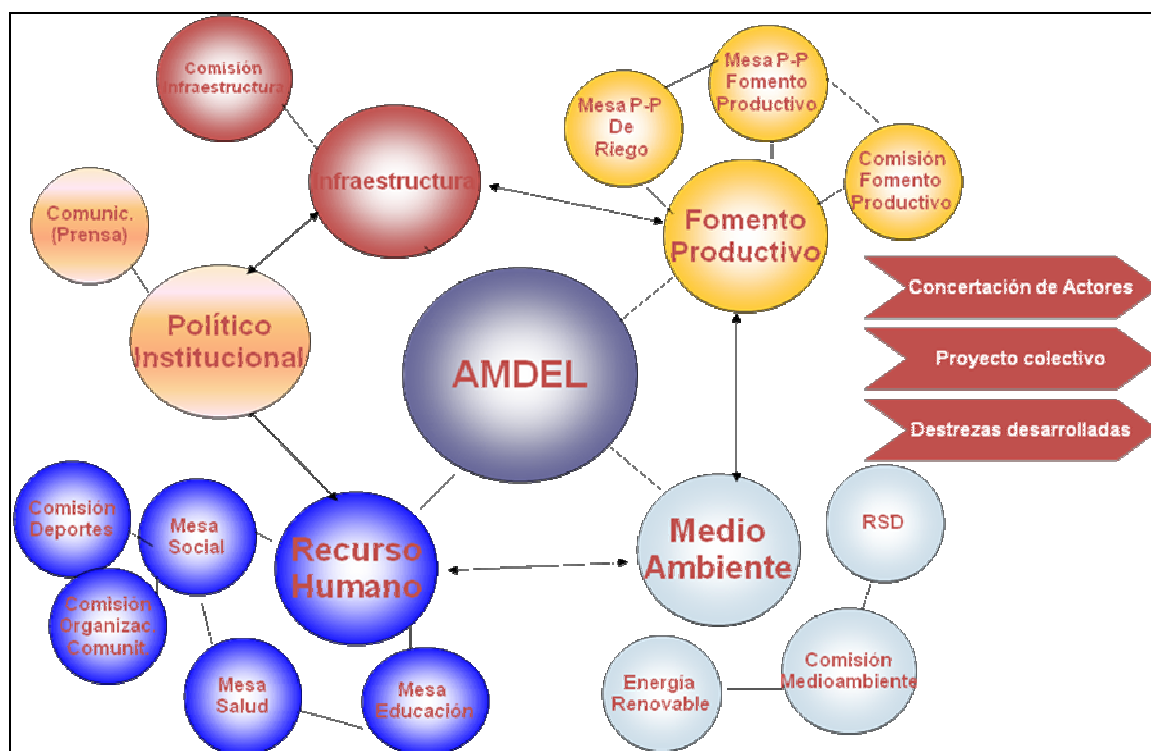 Comisión
Infraestructura
Infraestructura
Comunic.
(Prensa)
Político
Institucional
AMDEL
Mesa P-P
Fomento
Productivo
Mesa P-P
De
Riego
Comisión
Fomento
Productivo
Fomento
Productivo
Concertación de Actores
Proyecto colectivo
Destrezas desarrolladas
Comisión
Deportes
Mesa
Social
Comisión
Organizac.
Comunit.
Recurso
Humano
Mesa
Salud
Mesa
Educación
Medio
Ambiente
RSD
Comisión
Medioambiente
Energía
Renovable